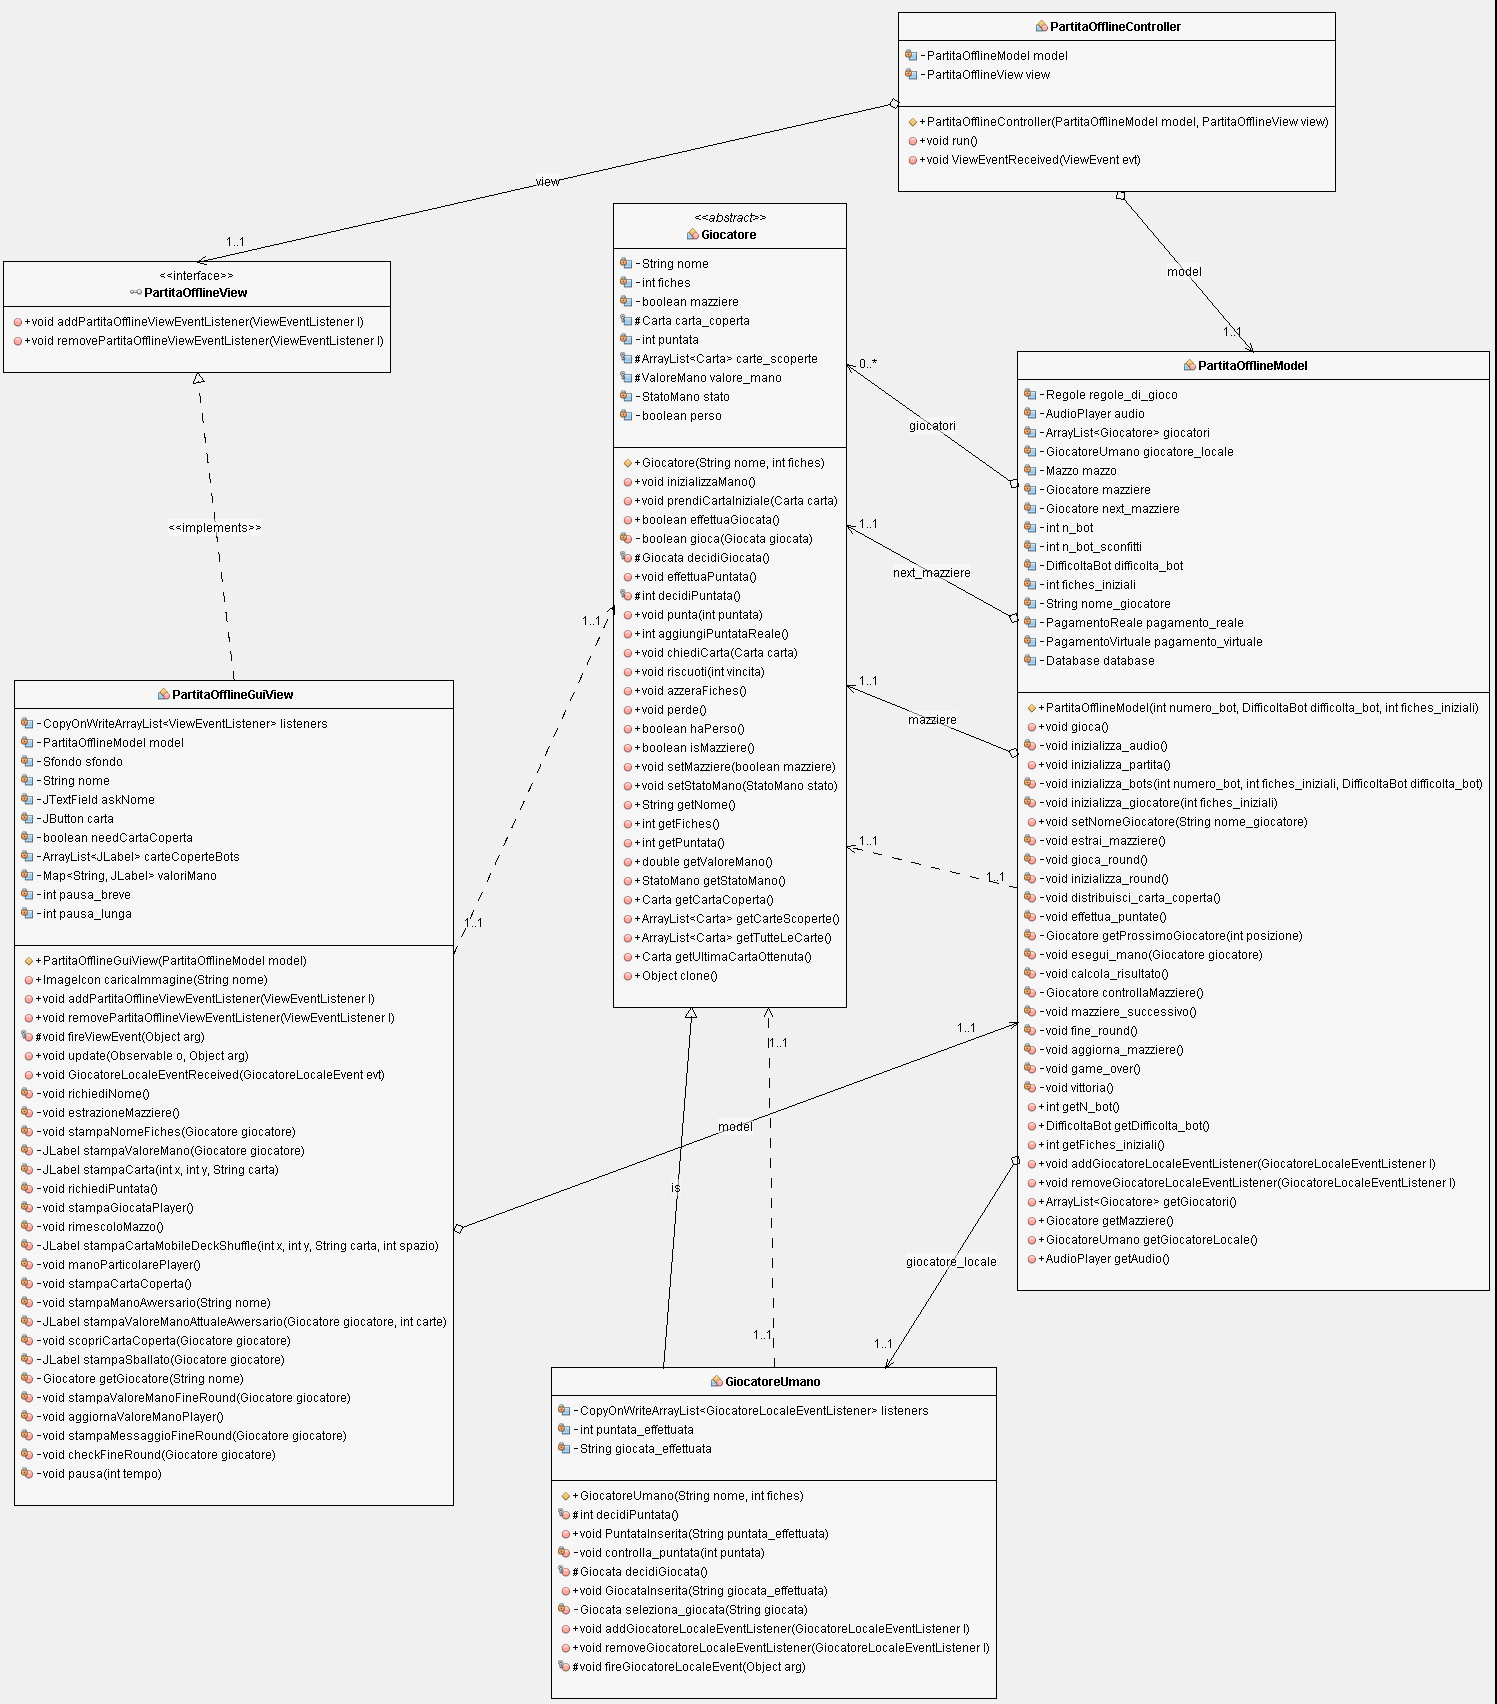 PartitaOfflineController
- PartitaOfflineModel model
- PartitaOfflineView view
+ PartitaOfflineController(PartitaOfflineModel model, PartitaOfflineView view)
+ void run()
+ void ViewEventReceived(ViewEvent evt)
view
1..1
model
1..1
<<interface>>
PartitaOfflineView
+ void addPartitaOfflineViewEventListener(ViewEventListener l)
+ void removePartitaOfflineViewEventListener(ViewEventListener l)
<<implements>>
<<abstract>>
Giocatore
- String nome
- int fiches
- boolean mazziere
# Carta carta_coperta
- int puntata
# ArrayList<Carta> carte_scoperte
# ValoreMano valore_mano
- StatoMano stato
- boolean perso
+ Giocatore(String nome, int fiches)
+ void inizializzaMano()
+ void prendiCartaIniziale(Carta carta)
+ boolean effettuaGiocata()
- boolean gioca(Giocata giocata)
# Giocata decidiGiocata()
+ void effettuaPuntata()
# int decidiPuntata()
+ void punta(int puntata)
+ int aggiungiPuntataReale()
+ void chiediCarta(Carta carta)
+ void riscuoti(int vincita)
+ void azzeraFiches()
+ void perde()
+ boolean haPerso()
+ boolean isMazziere()
+ void setMazziere(boolean mazziere)
+ void setStatoMano(StatoMano stato)
+ String getNome()
+ int getFiches()
+ int getPuntata()
+ double getValoreMano()
+ StatoMano getStatoMano()
+ Carta getCartaCoperta()
+ ArrayList<Carta> getCarteScoperte()
+ ArrayList<Carta> getTutteLeCarte()
+ Carta getUltimaCartaOttenuta()
+ Object clone()
0..*
giocatori
1..1
next_mazziere
1..1
mazziere
1..1
1..1
PartitaOfflineModel
- Regole regole_di_gioco
- AudioPlayer audio
- ArrayList<Giocatore> giocatori
- GiocatoreUmano giocatore_locale
- Mazzo mazzo
- Giocatore mazziere
- Giocatore next_mazziere
- int n_bot
- int n_bot_sconfitti
- DifficoltaBot difficolta_bot
- int fiches_iniziali
- String nome_giocatore
- PagamentoReale pagamento_reale
- PagamentoVirtuale pagamento_virtuale
- Database database
+ PartitaOfflineModel(int numero_bot, DifficoltaBot difficolta_bot, int fiches_iniziali)
+ void gioca()
- void inizializza_audio()
+ void inizializza_partita()
- void inizializza_bots(int numero_bot, int fiches_iniziali, DifficoltaBot difficolta_bot)
- void inizializza_giocatore(int fiches_iniziali)
+ void setNomeGiocatore(String nome_giocatore)
- void estrai_mazziere()
- void gioca_round()
- void inizializza_round()
- void distribuisci_carta_coperta()
- void effettua_puntate()
- Giocatore getProssimoGiocatore(int posizione)
- void esegui_mano(Giocatore giocatore)
- void calcola_risultato()
- Giocatore controllaMazziere()
- void mazziere_successivo()
- void fine_round()
- void aggiorna_mazziere()
- void game_over()
- void vittoria()
+ int getN_bot()
+ DifficoltaBot getDifficolta_bot()
+ int getFiches_iniziali()
+ void addGiocatoreLocaleEventListener(GiocatoreLocaleEventListener l)
+ void removeGiocatoreLocaleEventListener(GiocatoreLocaleEventListener l)
+ ArrayList<Giocatore> getGiocatori()
+ Giocatore getMazziere()
+ GiocatoreUmano getGiocatoreLocale()
+ AudioPlayer getAudio()
1..1
1..1
PartitaOfflineGuiView
- CopyOnWriteArrayList<ViewEventListener> listeners
- PartitaOfflineModel model
- Sfondo sfondo
- String nome
- JTextField askNome
- JButton carta
- boolean needCartaCoperta
- ArrayList<JLabel> carteCoperteBots
- Map<String, JLabel> valoriMano
- int pausa_breve
- int pausa_lunga
+ PartitaOfflineGuiView(PartitaOfflineModel model)
+ ImageIcon caricaImmagine(String nome)
+ void addPartitaOfflineViewEventListener(ViewEventListener l)
+ void removePartitaOfflineViewEventListener(ViewEventListener l)
# void fireViewEvent(Object arg)
+ void update(Observable o, Object arg)
+ void GiocatoreLocaleEventReceived(GiocatoreLocaleEvent evt)
- void richiediNome()
- void estrazioneMazziere()
- void stampaNomeFiches(Giocatore giocatore)
- JLabel stampaValoreMano(Giocatore giocatore)
- JLabel stampaCarta(int x, int y, String carta)
- void richiediPuntata()
- void stampaGiocataPlayer()
- void rimescoloMazzo()
- JLabel stampaCartaMobileDeckShuffle(int x, int y, String carta, int spazio)
- void manoParticolarePlayer()
- void stampaCartaCoperta()
- void stampaManoAvversario(String nome)
- JLabel stampaValoreManoAttualeAvversario(Giocatore giocatore, int carte)
- void scopriCartaCoperta(Giocatore giocatore)
- JLabel stampaSballato(Giocatore giocatore)
- Giocatore getGiocatore(String nome)
- void stampaValoreManoFineRound(Giocatore giocatore)
- void aggiornaValoreManoPlayer()
- void stampaMessaggioFineRound(Giocatore giocatore)
- void checkFineRound(Giocatore giocatore)
- void pausa(int tempo)
1..1
model
is
1..1
1..1
giocatore_locale
1..1
GiocatoreUmano
- CopyOnWriteArrayList<GiocatoreLocaleEventListener> listeners
- int puntata_effettuata
- String giocata_effettuata
+ GiocatoreUmano(String nome, int fiches)
# int decidiPuntata()
+ void PuntataInserita(String puntata_effettuata)
- void controlla_puntata(int puntata)
# Giocata decidiGiocata()
+ void GiocataInserita(String giocata_effettuata)
- Giocata seleziona_giocata(String giocata)
+ void addGiocatoreLocaleEventListener(GiocatoreLocaleEventListener l)
+ void removeGiocatoreLocaleEventListener(GiocatoreLocaleEventListener l)
# void fireGiocatoreLocaleEvent(Object arg)